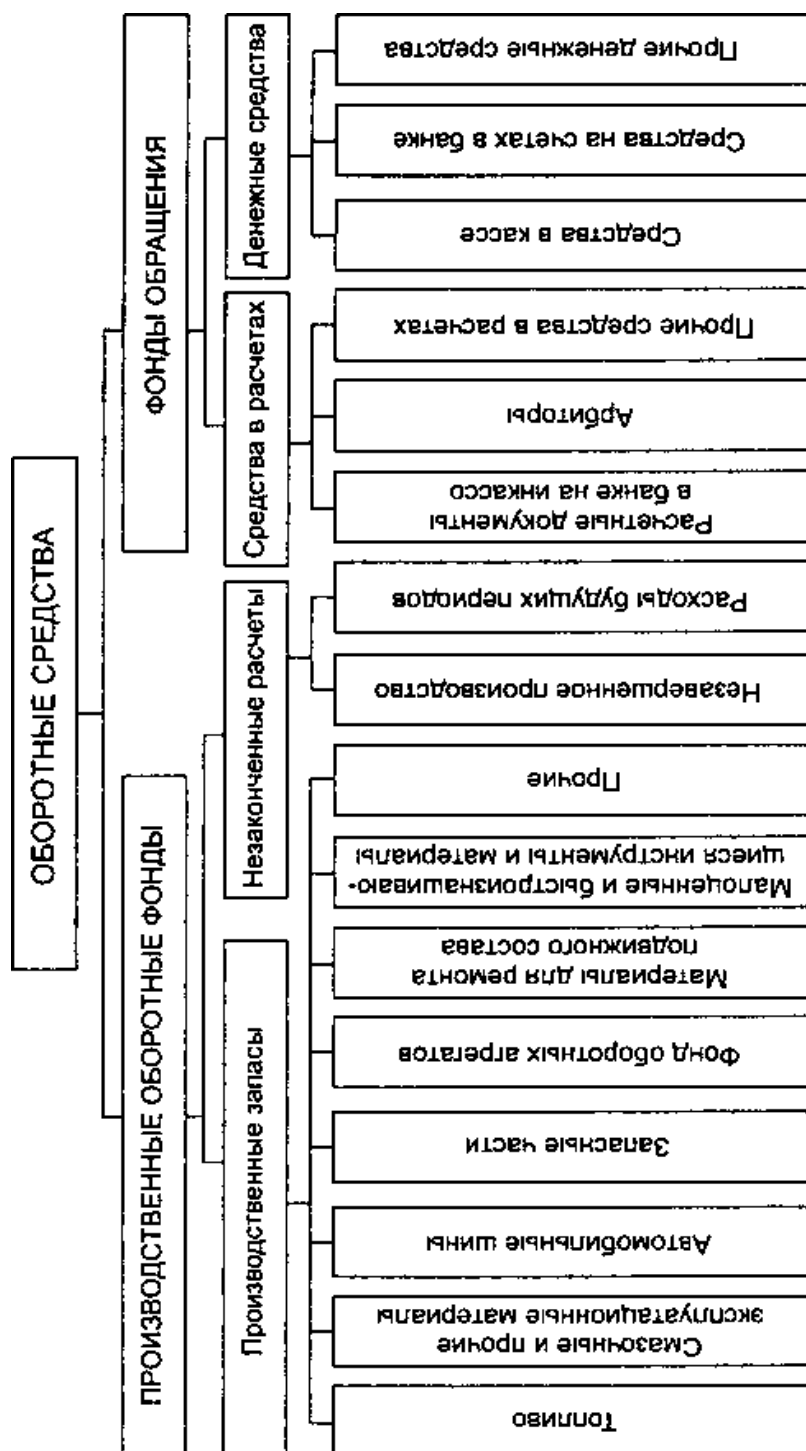 ОБОРОТНЫЕ СРЕДСТВА
ПРОИЗВОДСТВЕННЫЕ ОБОРОТНЫЕ ФОНДЫ
ФОНДЫ ОБРАЩЕНИЯ
Производственные запасы
Незаконченные расчеты
Средства в расчетах
Денежные средства
Топливо
Смазочные и прочие
эксплуатационные материалы
Автомобильные шины
Запасные части
Фонд оборотных агрегатов
Материалы для ремонта
подвижного состава
Малоценные и быстроизнашиваю-
щиеся инструменты и материалы
Прочие
Незавершенное производство
Расходы будущих периодов
Расчетные документы
в банке на инкассо
Арбиторы
Прочие средства в расчетах
Средства в кассе
Средства на счетах в банке
Прочие денежные средства